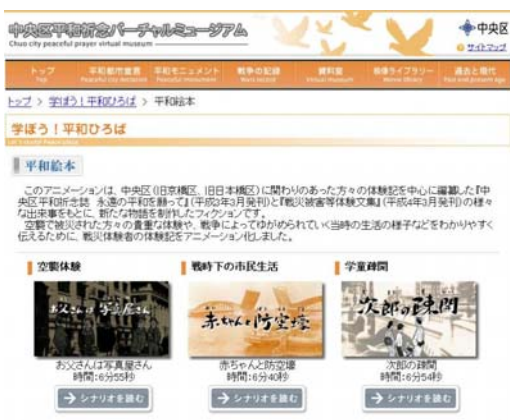 中央区平和祈念バーチャルミュージアム
Chuo city peaceful prayer virtual museum
中央区
サイトマップ
トップ 平和都市宣言 平和モニュメント 戦争の記録 資料室 映像ライブラリー 過去と現代
Top Peaceful City declaration Peaceful monument Wars record Virtual museum Movie library Past and present age
トップ > 学ぼう！平和ひろば > 平和絵本
学ぼう！平和ひろば
平和絵本
このアニメーションは、中央区（旧京橋区、旧日本橋区）に関わりのあった方々の体験記を中心に編纂した『中
央区平和祈念誌 永遠の平和を願って』（平成3年3月発刊）と『戦災被害等体験文集』（平成4年3月発刊）の様々
な出来事をもとに、新たな物語を制作したフィクションです。
空襲で被災された方々の貴重な体験や、戦争によってゆがめられていく当時の生活の様子などをわかりやすく
伝えるために、戦災体験者の体験記をアニメーション化しました。
空襲体験 戦時下の市民生活 学童疎開
お父さんは写真屋さん 赤ちゃんと防空壕 次郎の疎開
お父さんは写真屋さん 赤ちゃんと防空壕 次郎の疎開
時間：6分55秒 時間：6分40秒 時間：6分54秒
シナリオを読む シナリオを読む シナリオを読む